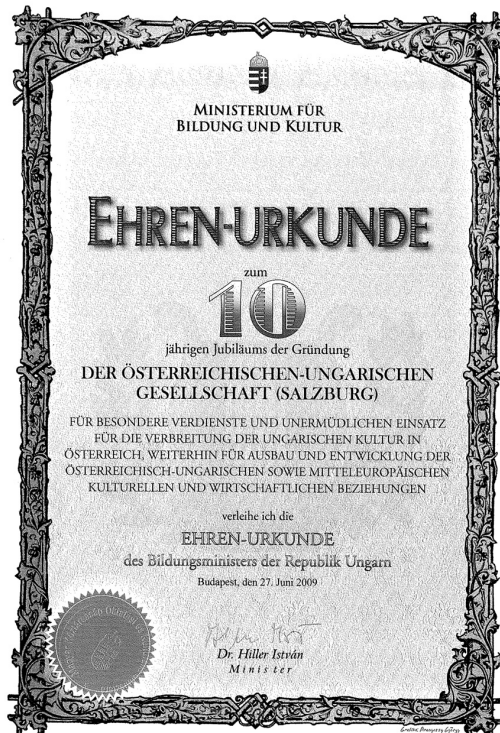 MINISTERIUM FÜR
BILDUNG UND KULTUR
EHREN-URKUNDE
zum
10
jährigen Jubiläums der Gründung
DER ÖSTERREICHISCHEN-UNGARISCHEN
GESELLSCHAFT (SALZBURG)
FÜR BESONDERE VERDIENSTE UND UNERMÜDLICHEN EINSATZ
FÜR DIE VERBREITUNG DER UNGARISCHEN KULTUR IN
ÖSTERREICH, WEITERHIN FÜR AUSBAU UND ENTWICKLUNG DER
ÖSTERREICHISCH-UNGARISCHEN SOWIE MITTELEUROPÄISCHEN
KULTURELLEN UND WIRTSCHAFTLICHEN BEZIEHUNGEN
verleihe ich die
EHREN-URKUNDE
des Bildungsministers der Republik Ungarn
Budapest, den 27. Juni 2009
Dr. Hiller István
Minister